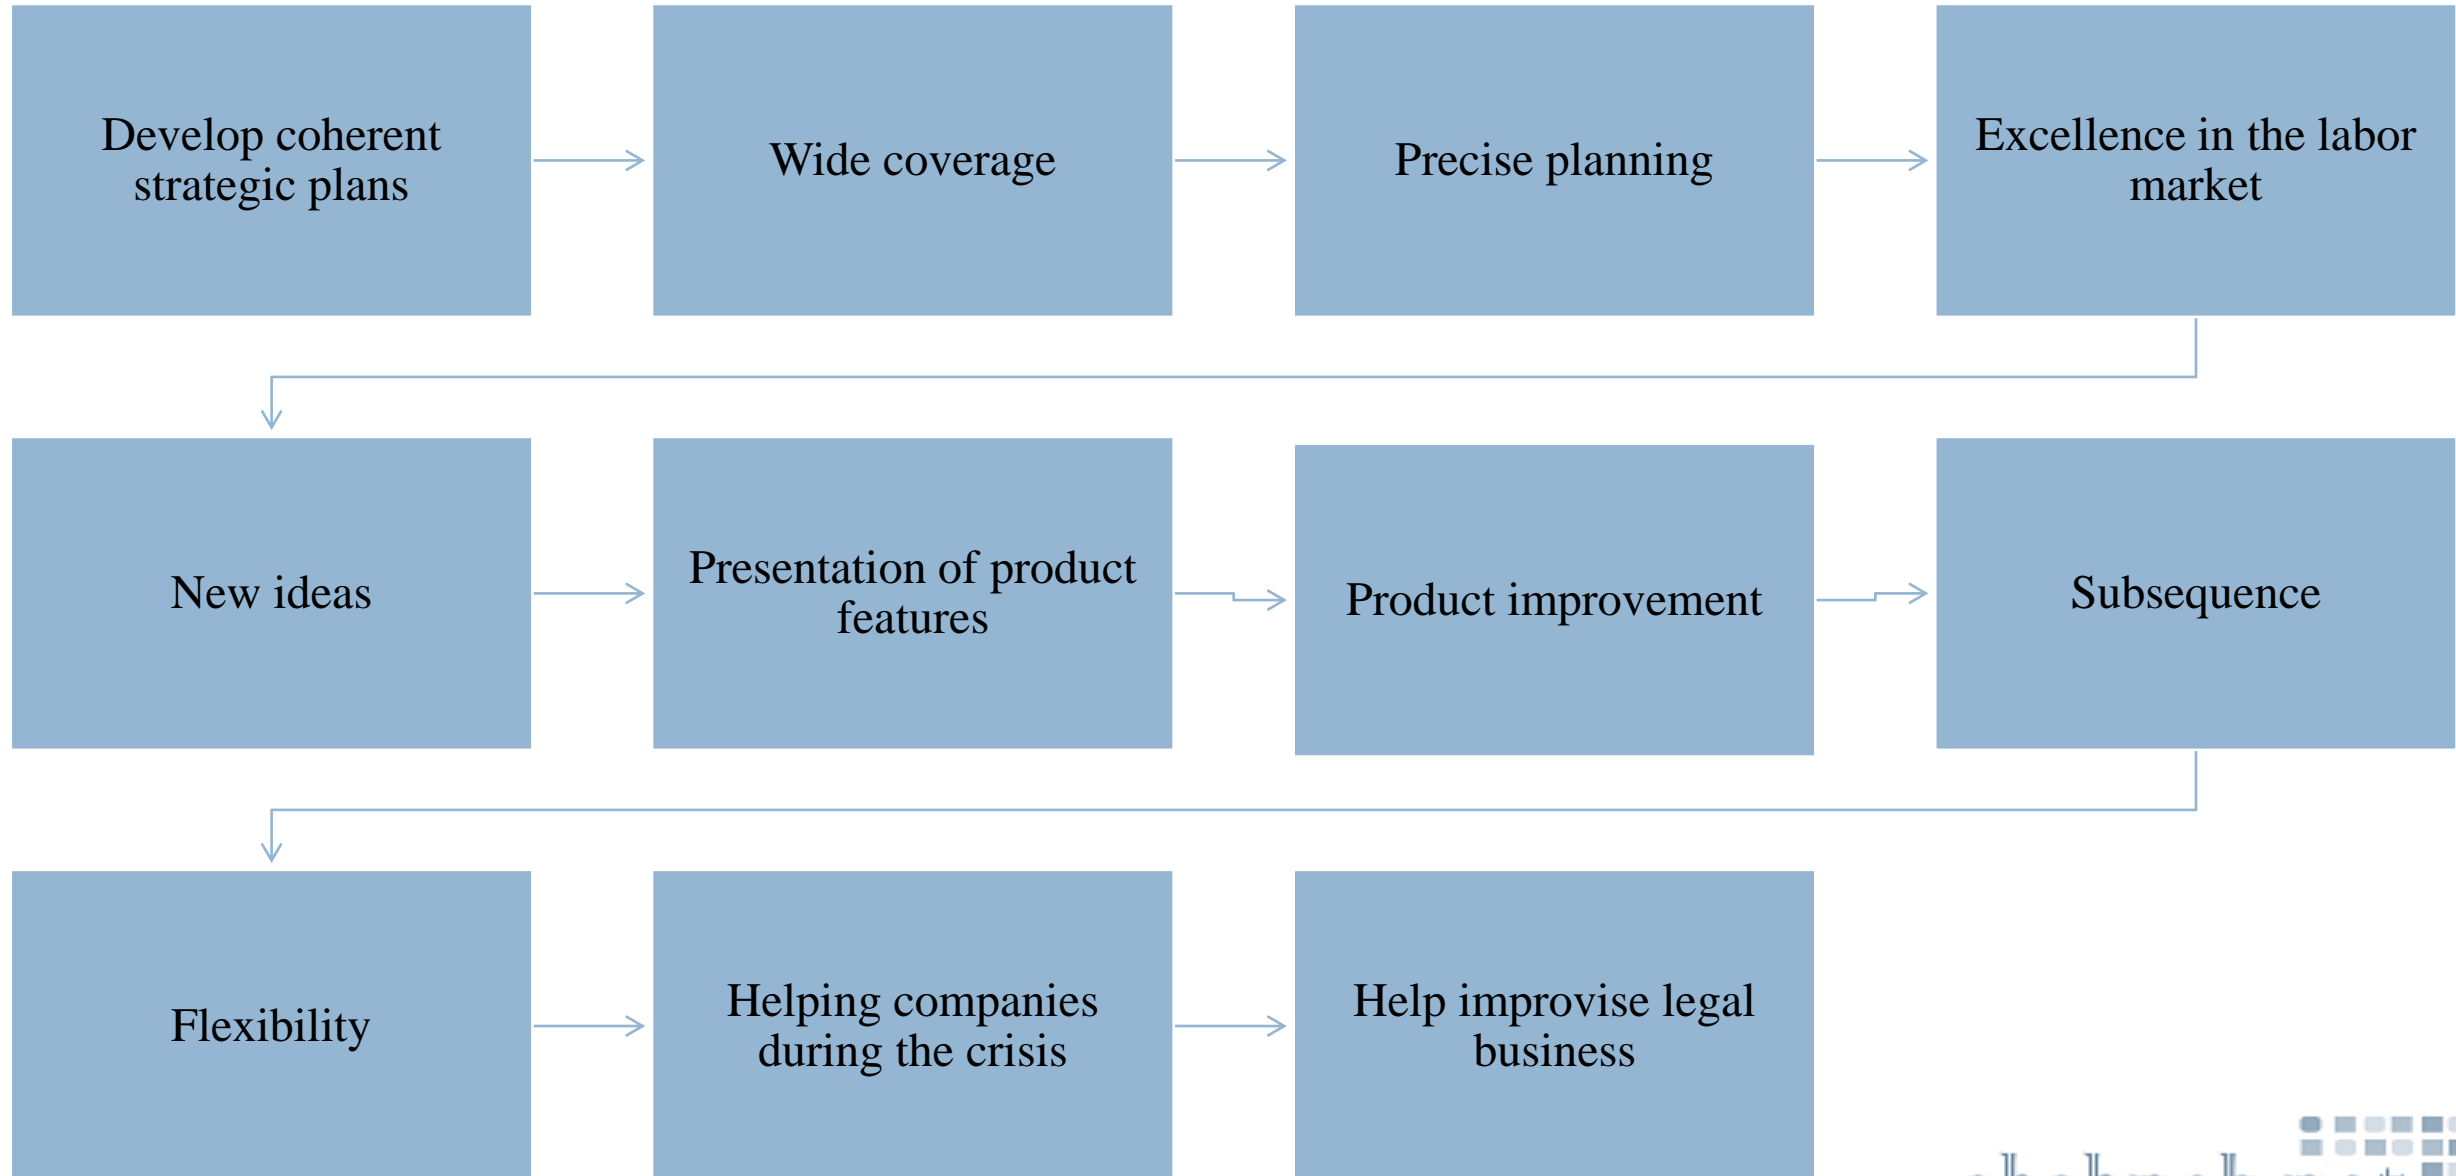 Develop coherent
strategic plans
Wide coverage
Precise planning
Excellence in the labor
market
New ideas
Presentation of product
features
Product improvement
Subsequence
Flexibility
Helping companies
during the crisis
Help improvise legal
business